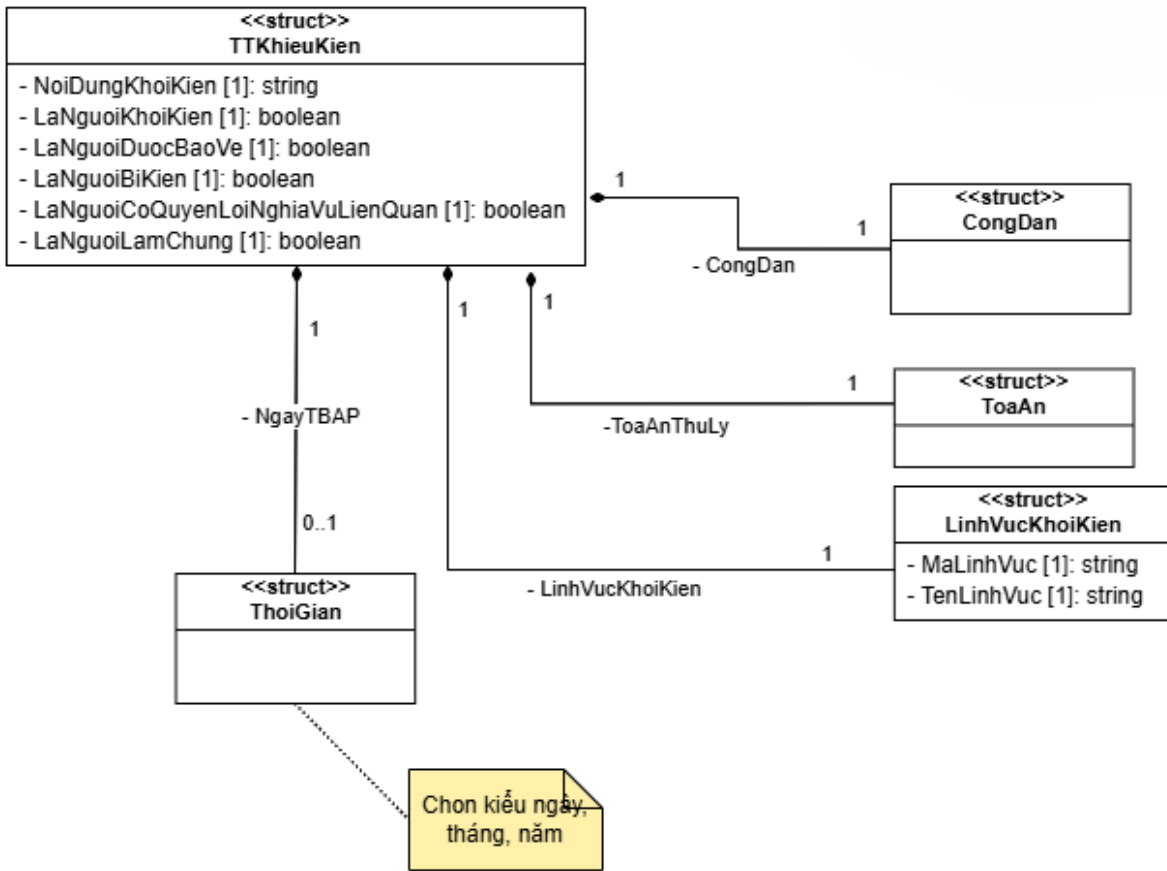 <<struct>>
TTKhieuKien
- NoiDungKhoiKien [1]: string
- LaNguoiKhoiKien [1]: boolean
- LaNguoiDuocBaoVe [1]: boolean
- LaNguoiBiKien [1]: boolean
- LaNguoiCoQuyenLoiNghiaVuLienQuan [1]: boolean
- LaNguoiLamChung [1]: boolean
1
1
- CongDan
<<struct>>
CongDan
1
1
1
- NgayTBAP
0..1
1
-ToaAnThuLy
<<struct>>
ToaAn
1
- LinhVucKhoiKien
<<struct>>
LinhVucKhoiKien
- MaLinhVuc [1]: string
- TenLinhVuc [1]: string
<<struct>>
ThoiGian
Chon kiểu ngày,
tháng, năm